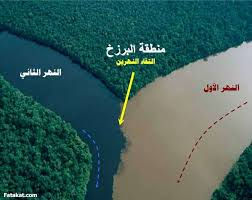 منطقة البرزخ
التقاء النهرين
النهر الثاني
النهر الأول
Fatakat.com